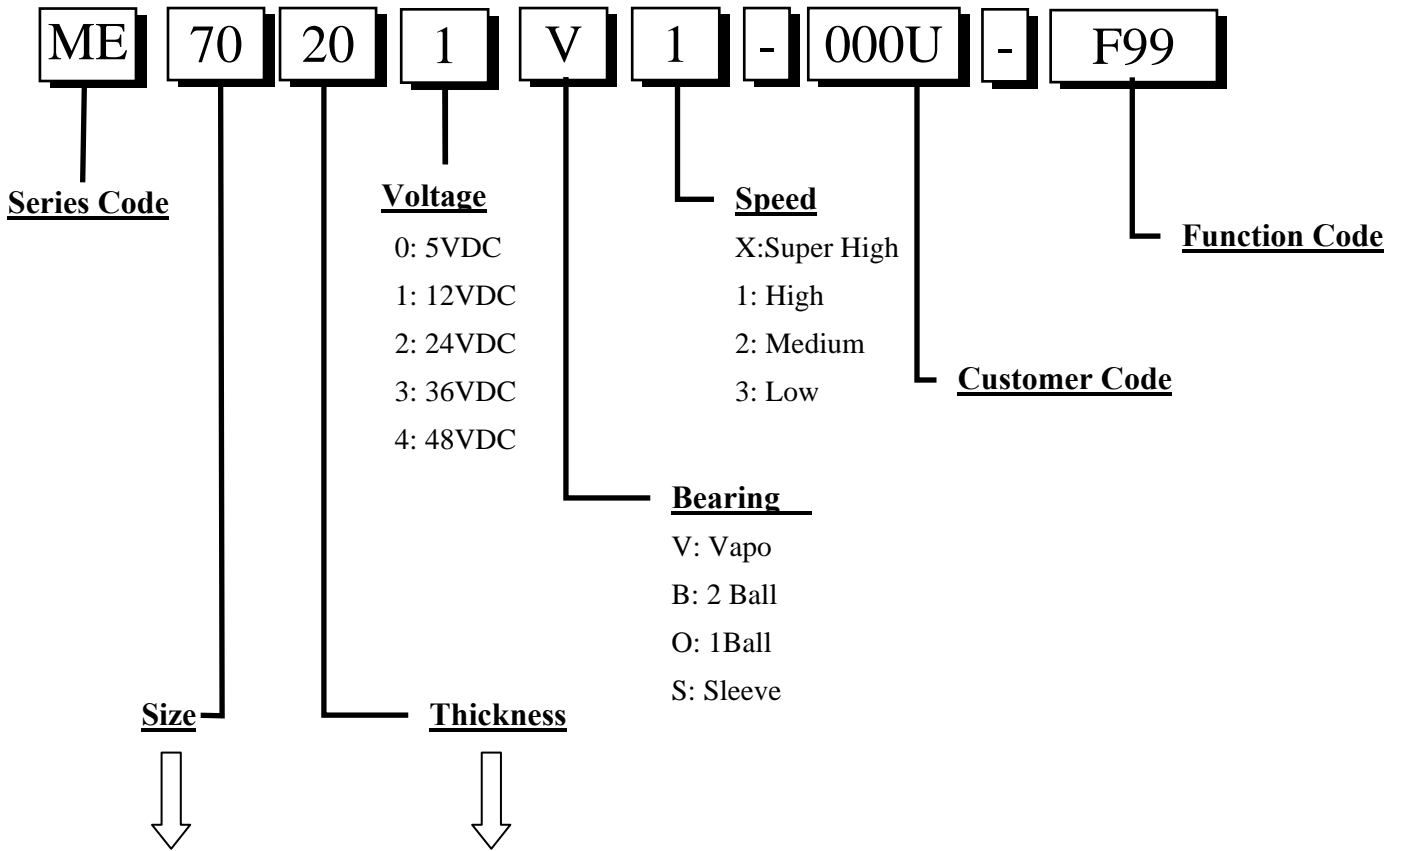 ME 70 20 1 V 1 - 000U - F99
Series Code
Voltage
0: 5VDC
1: 12VDC
2: 24VDC
3: 36VDC
4: 48VDC
Speed
X:Super High
1: High
2: Medium
3: Low
Function Code
Customer Code
Bearing
V: Vapo
B: 2 Ball
O: 1Ball
S: Sleeve
Size
Thickness